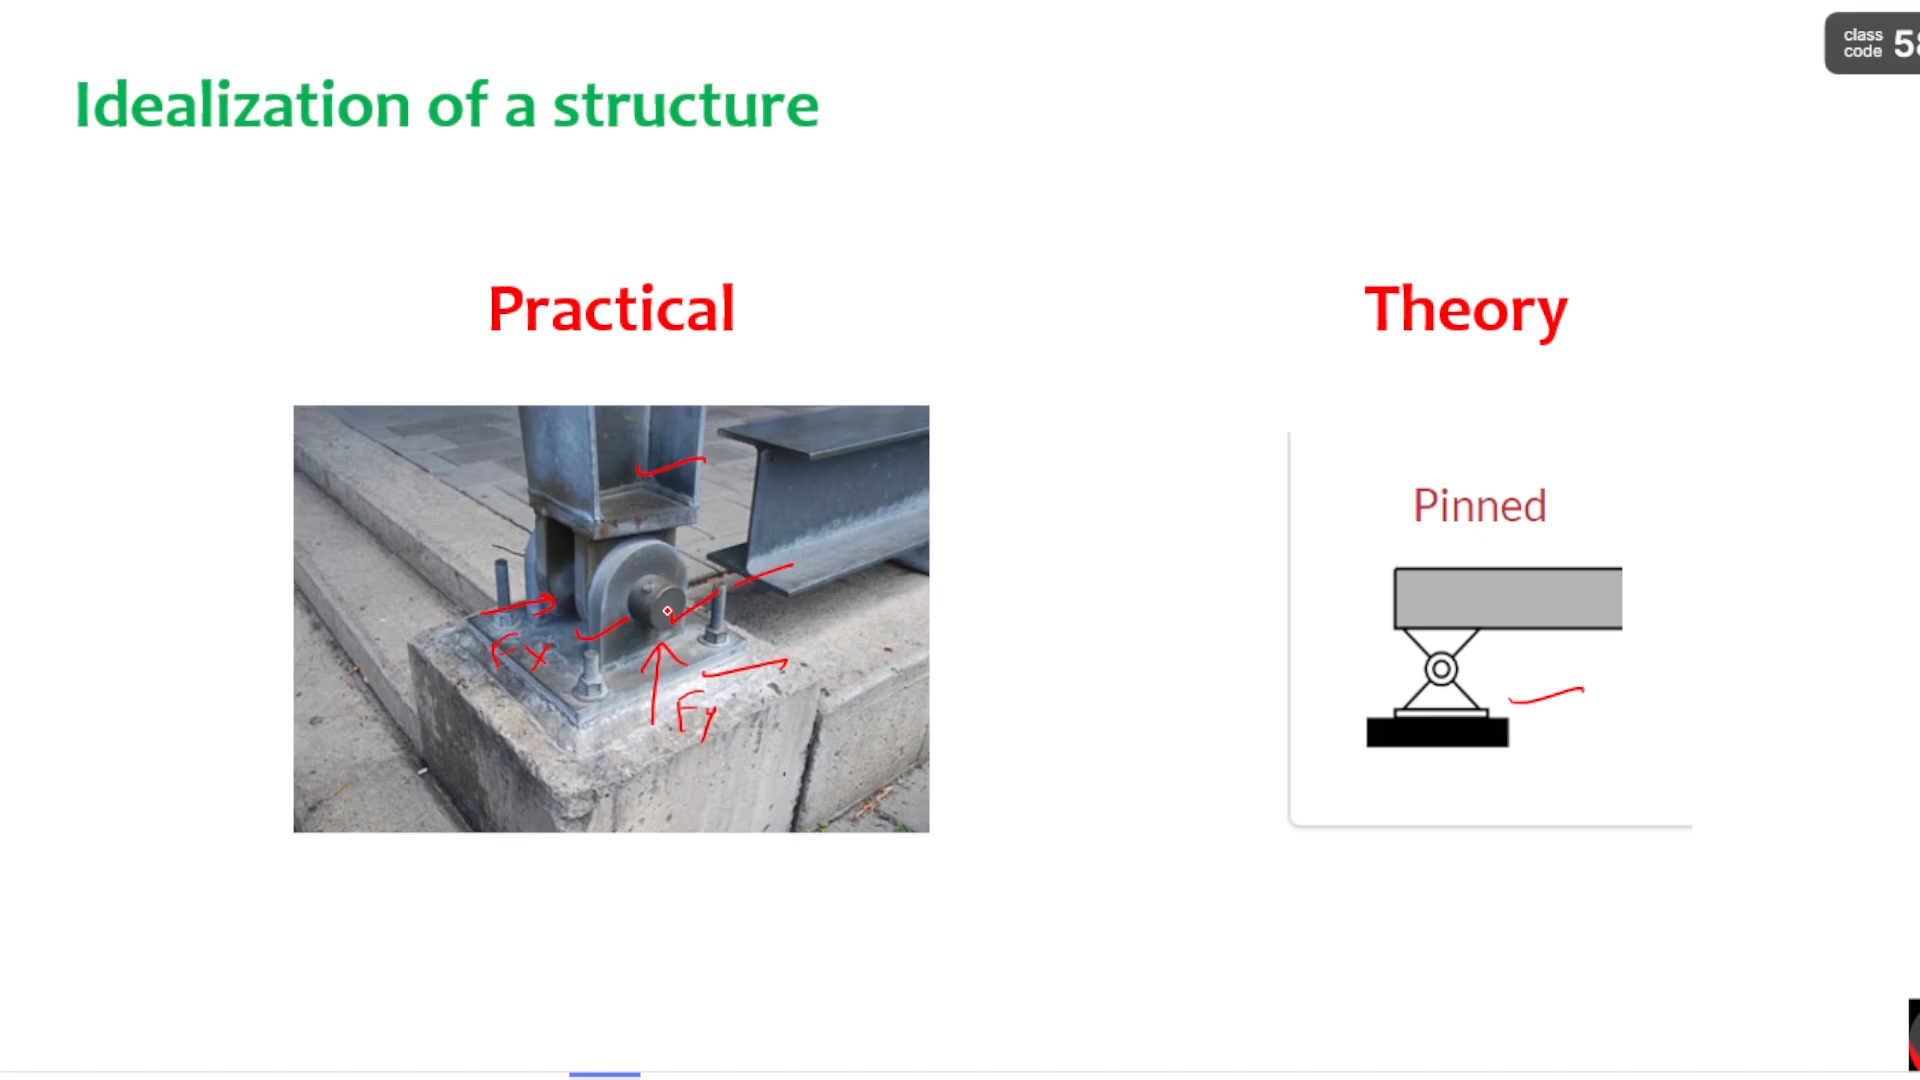 class
code
Idealization of a structure
Practical
Theory
Pinned
Fx
Fy